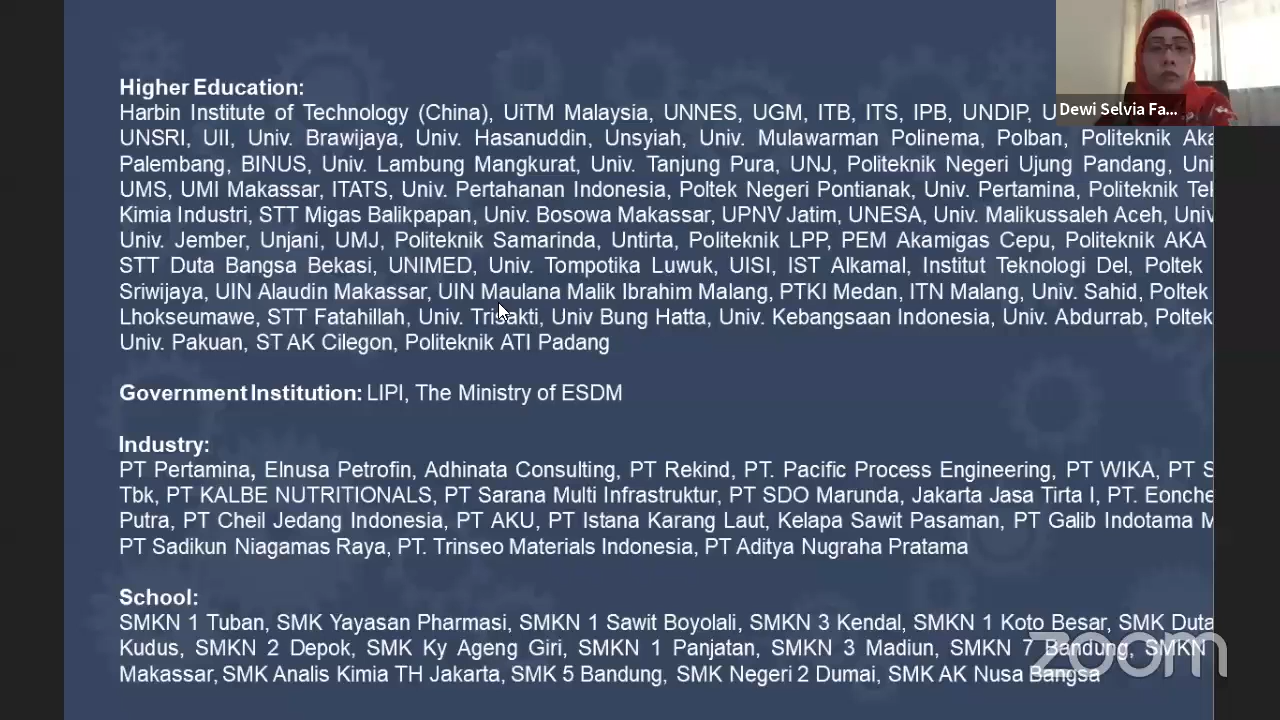 Higher Education:
Harbin Institute of Technology (China), UiTM Malaysia, UNNES, UGM, ITB, ITS, IPB, UNDIP,
UNSRI, UII, Univ. Brawijaya, Univ. Hasanuddin, Unsyiah, Univ. Mulawarman Polinema, Polban, Politeknik
Palembang, BINUS, Univ. Lambung Mangkurat, Univ. Tanjung Pura, UNJ, Politeknik Negeri Ujung Pandang,
UMS, UMI Makassar, ITATS, Univ. Pertahanan Indonesia, Poltek Negeri Pontianak, Univ. Pertamina, Politeknik
Kimia Industri, STT Migas Balikpapan, Univ. Bosowa Makassar, UPNV Jatim, UNESA, Univ. Malikussaleh Aceh, Univ
Univ. Jember, Unjani, UMJ, Politeknik Samarinda, Untirta, Politeknik LPP, PEM Akamigas Cepu, Politeknik AKA
STT Duta Bangsa Bekasi, UNIMED, Univ. Tompotika Luwuk, UISI, IST Alkamal, Institut Teknologi Del, Poltek
Sriwijaya, UIN Alaudin Makassar, UIN Maulana Malik Ibrahim Malang, PTKI Medan, ITN Malang, Univ. Sahid, Poltek
Lhokseumawe, STT Fatahillah, Univ. Trisakti, Univ Bung Hatta, Univ. Kebangsaan Indonesia, Univ. Abdurrab, Poltek
Univ. Pakuan, ST AK Cilegon, Politeknik ATI Padang
Government Institution: LIPI, The Ministry of ESDM
Industry:
PT Pertamina, Elnusa Petrofin, Adhinata Consulting, PT Rekind, PT. Pacific Process Engineering, PT WIKA, PT
Tbk, PT KALBE NUTRITIONALS, PT Sarana Multi Infrastruktur, PT SDO Marunda, Jakarta Jasa Tirta I, PT.
Putra, PT Cheil Jedang Indonesia, PT AKU, PT Istana Karang Laut, Kelapa Sawit Pasaman, PT Galib Indotama
PT Sadikun Niagamas Raya, PT. Trinseo Materials Indonesia, PT Aditya Nugraha Pratama
School:
SMKN 1 Tuban, SMK Yayasan Pharmasi, SMKN 1 Sawit Boyolali, SMKN 3 Kendal, SMKN 1 Koto Besar, SMK Duta
Kudus, SMKN 2 Depok, SMK Ky Ageng Giri, SMKN 1 Panjatan, SMKN 3 Madiun, SMKN 7 Bandung, SMKN
Makassar, SMK Analis Kimia TH Jakarta, SMK 5 Bandung, SMK Negeri 2 Dumai, SMK AK Nusa Bangsa
Dewi Selvia Fa...
zoom